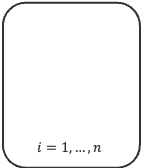 i = 1, ..., n